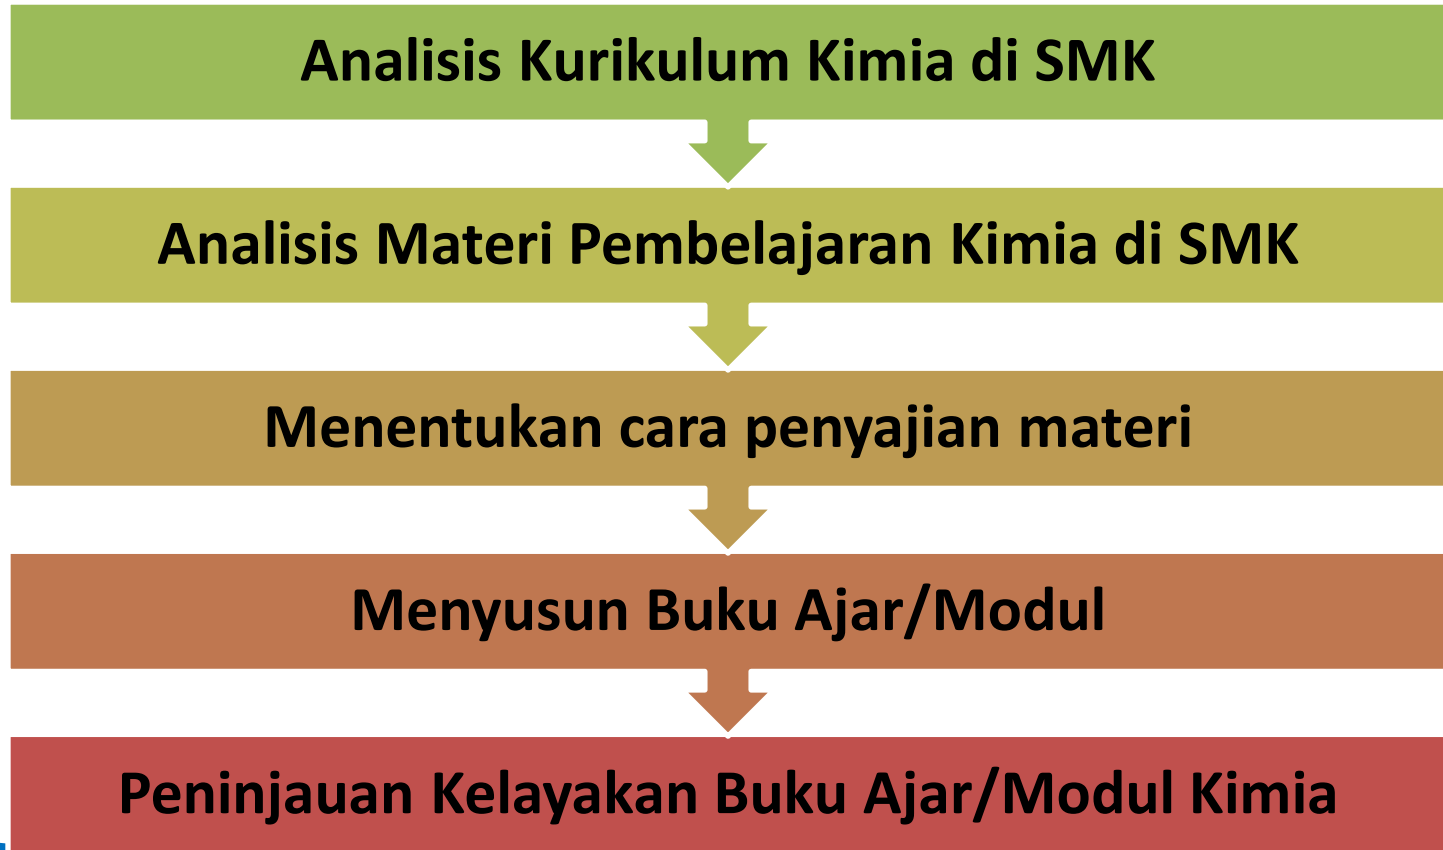 Analisis Kurikulum Kimia di SMK
Analisis Materi Pembelajaran Kimia di SMK
Menentukan cara penyajian materi
Menyusun Buku Ajar/Modul
Peninjauan Kelayakan Buku Ajar/Modul Kimia